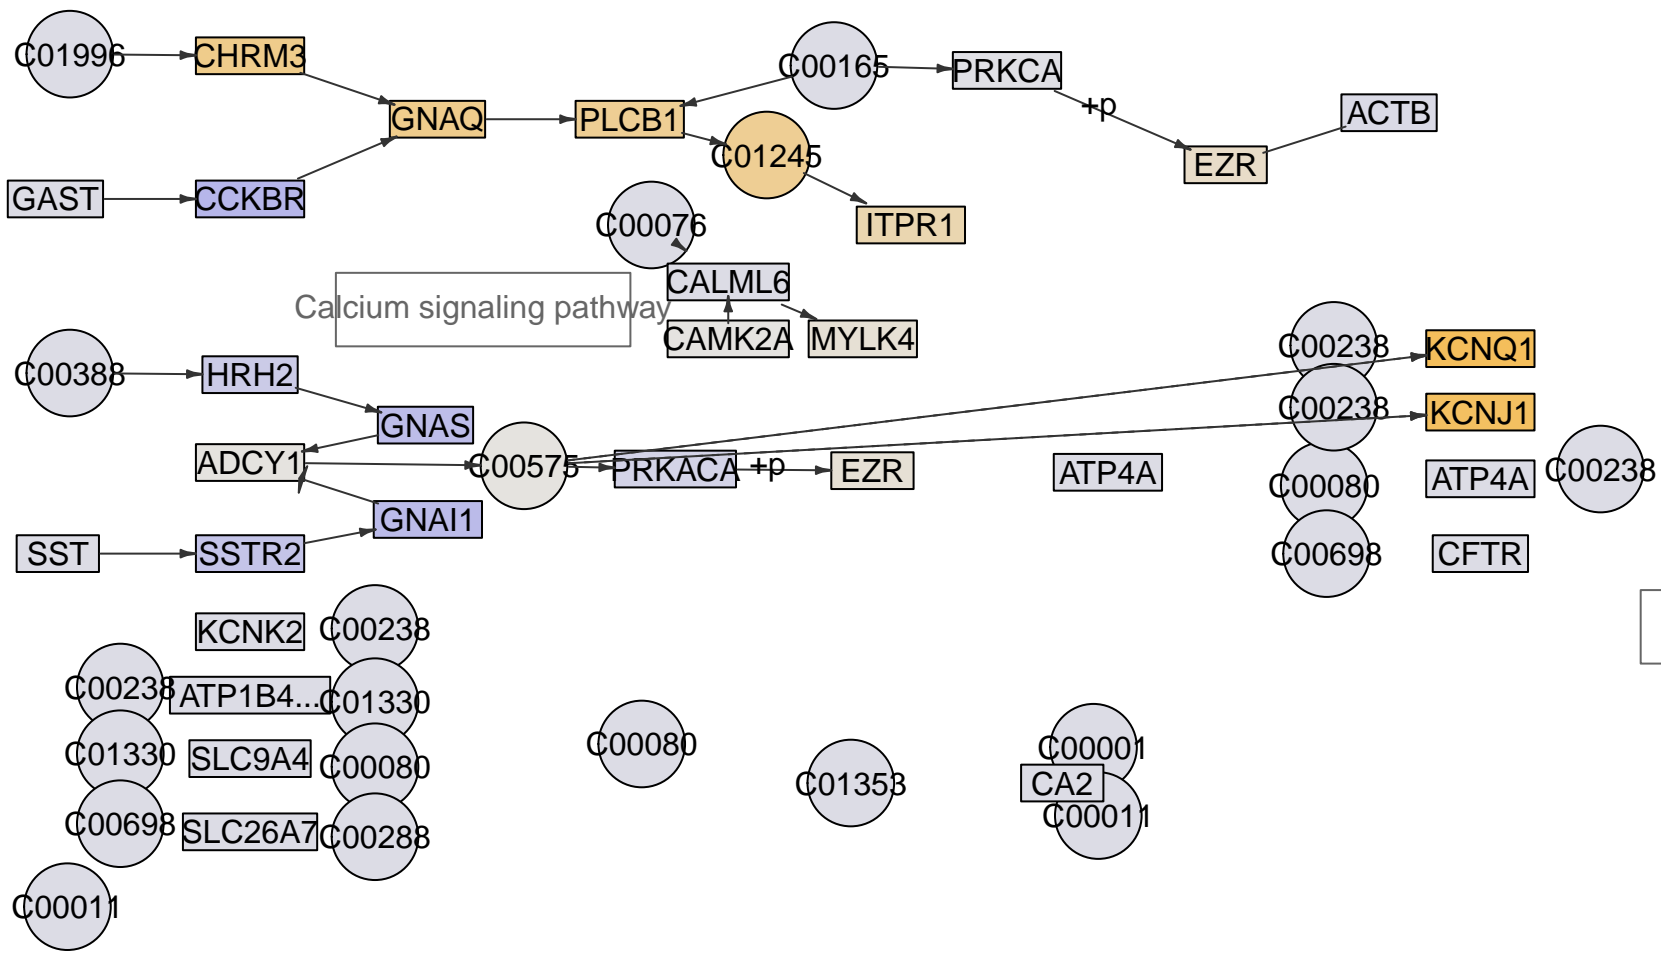 C01996
CHRM3
C00165
PRKCA
+p
ACTB
GNAQ
PLCB1
C01245
EZR
GAST
CCKBR
C00076
ITPR1
CALML6
Calcium signaling pathway
CAMK2A
MYLK4
C00238
KCNQ1
C00388
HRH2
C00238
KCNJ1
GNAS
ADCY1
C00575
PRKACA
+p
EZR
ATP4A
C00080
ATP4A
C00238
GNAI1
SST
SSTR2
C00698
CFTR
KCNK2
C00238
C00238
ATP1B4...
C01330
C01330
SLC9A4
C00080
C00080
C01353
C00001
CA2
C00011
C00698
SLC26A7
C00288
C00011